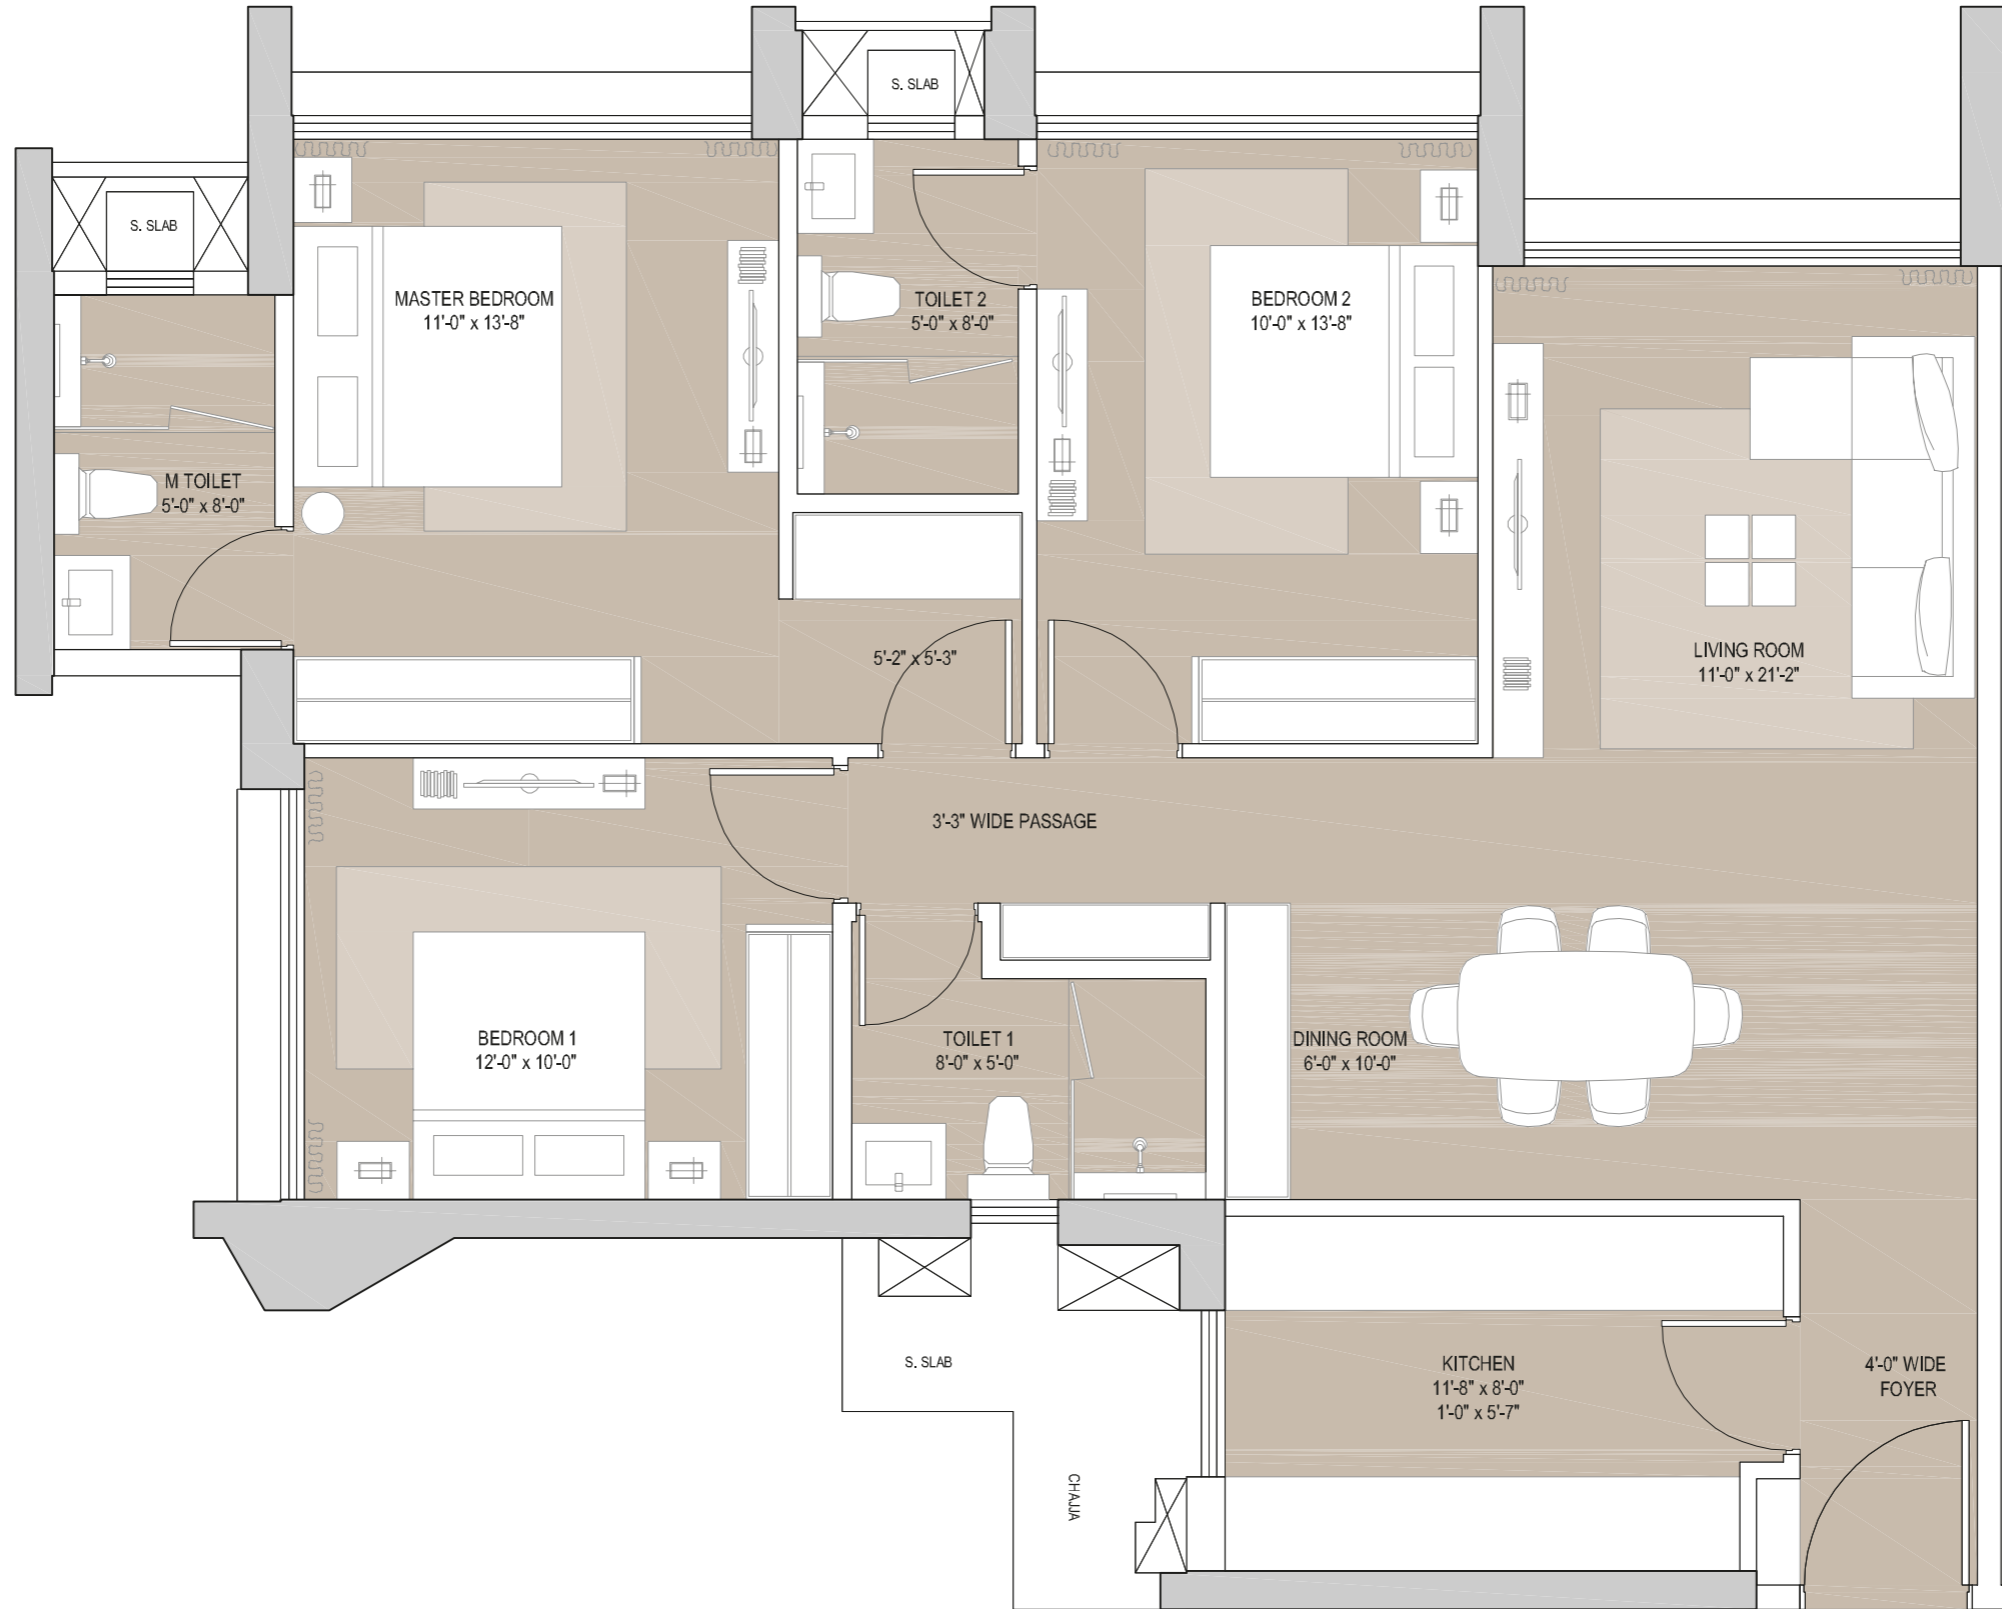 S. SLAB
S. SLAB
MASTER BEDROOM
11'-0" x 13'-8"
TOILET 2
5'-0" x 8'-0"
BEDROOM 2
10'-0" x 13'-8"
M TOILET
5'-0" x 8'-0"
5'-2" x 5'-3"
LIVING ROOM
11'-0" x 21'-2"
3'-3" WIDE PASSAGE
BEDROOM 1
12'-0" x 10'-0"
TOILET 1
8'-0" x 5'-0"
DINING ROOM
6'-0" x 10'-0"
S. SLAB
KITCHEN
11'-8" x 8'-0"
1'-0" x 5'-7"
4'-0" WIDE
FOYER
CHAJJA